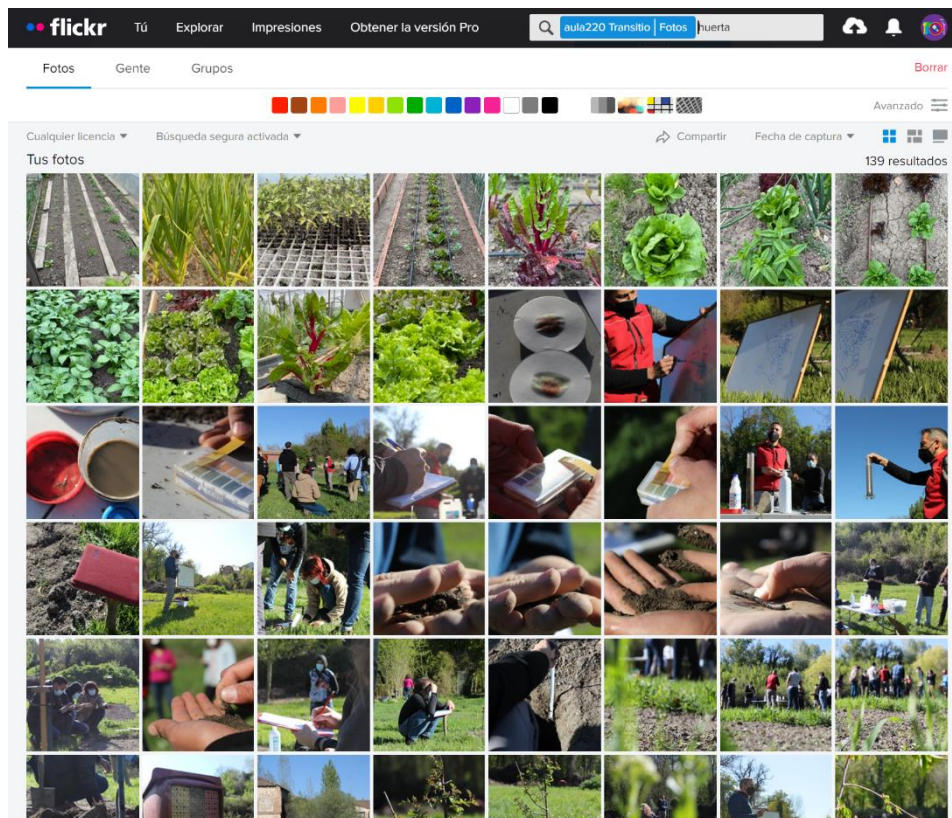 flickr Tú Explorar Impresiones Obtener la versión Pro aula220 Transitio | Fotos huerta
Fotos Gente Grupos Borrar
Avanzado
Cualquier licencia Búsqueda segura activada Compartir Fecha de captura
Tus fotos 139 resultados